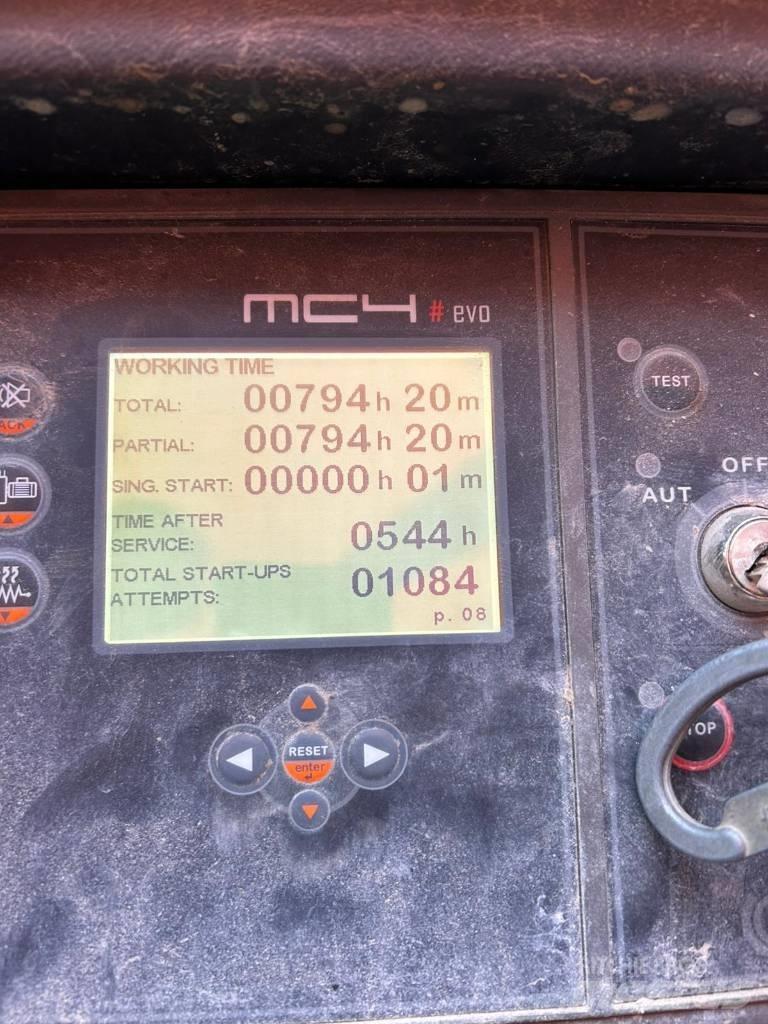 mc4 # evo
WORKING TIME
TOTAL: 00794 h 20 m
PARTIAL: 00794 h 20 m
SING. START: 00000 h 01 m
TIME AFTER
SERVICE: 0544 h
TOTAL START-UPS
ATTEMPTS: 01084
p. 08
ACK
TEST
OFF
AUT
RESET
enter